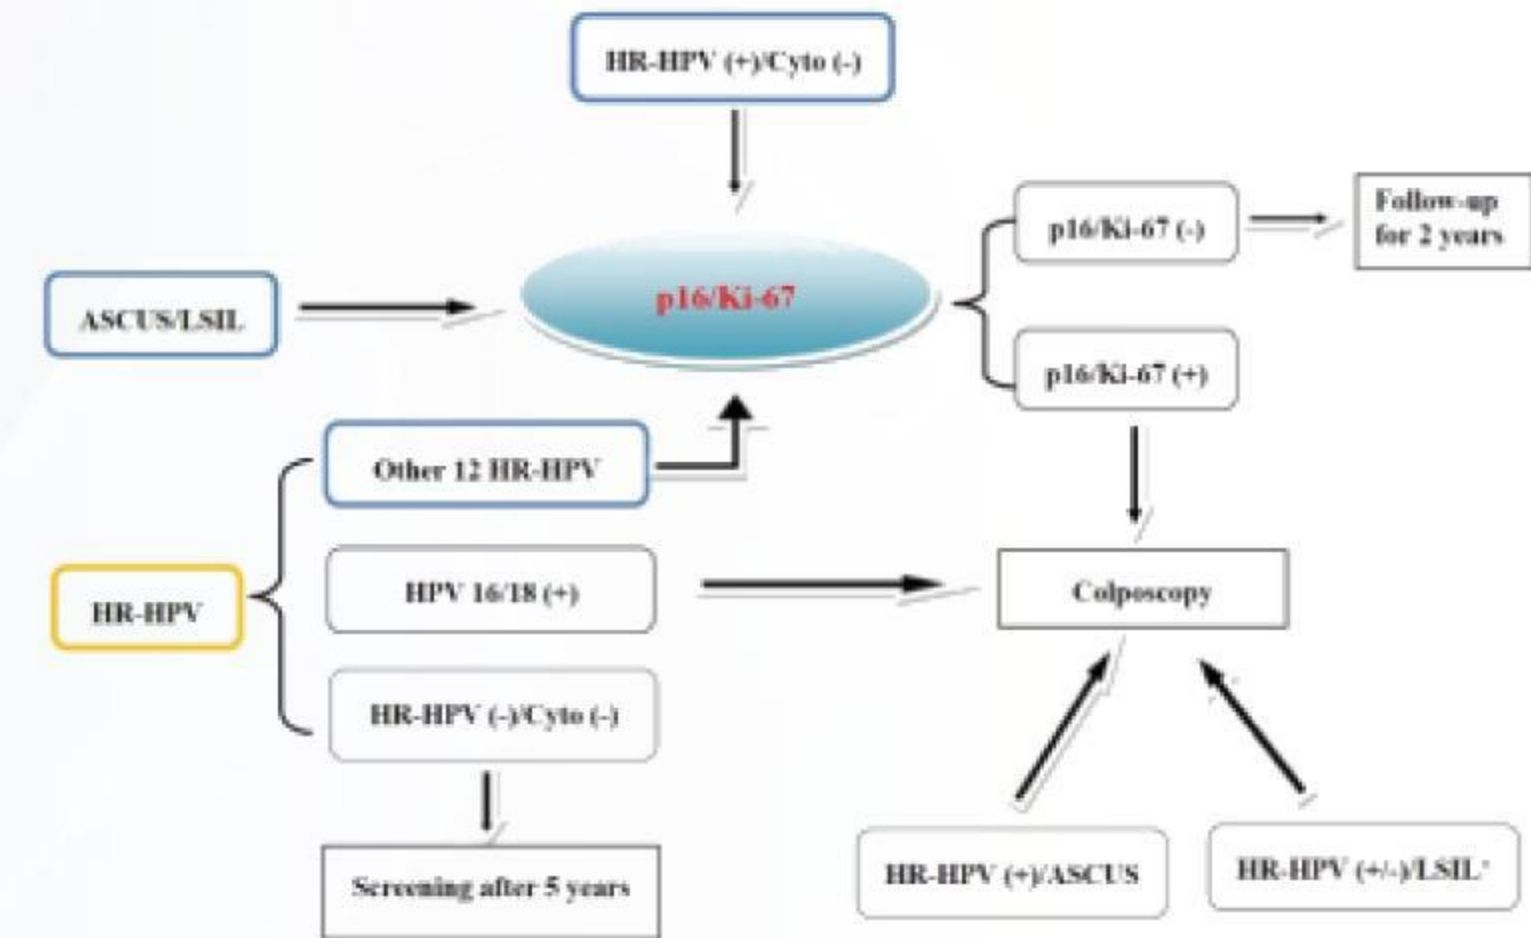 HR-HPV (+)/Cyto (-)
p16/Ki-67 (-)
Follow-up
for 2 years
ASCUS/LSIL
p16/Ki-67
p16/Ki-67 (+)
Other 12 HR-HPV
HR-HPV
HPV 16/18 (+)
Colposcopy
HR-HPV (-)/Cyto (-)
Screening after 5 years
HR-HPV (+)/ASCUS
HR-HPV (+/-)/LSIL+